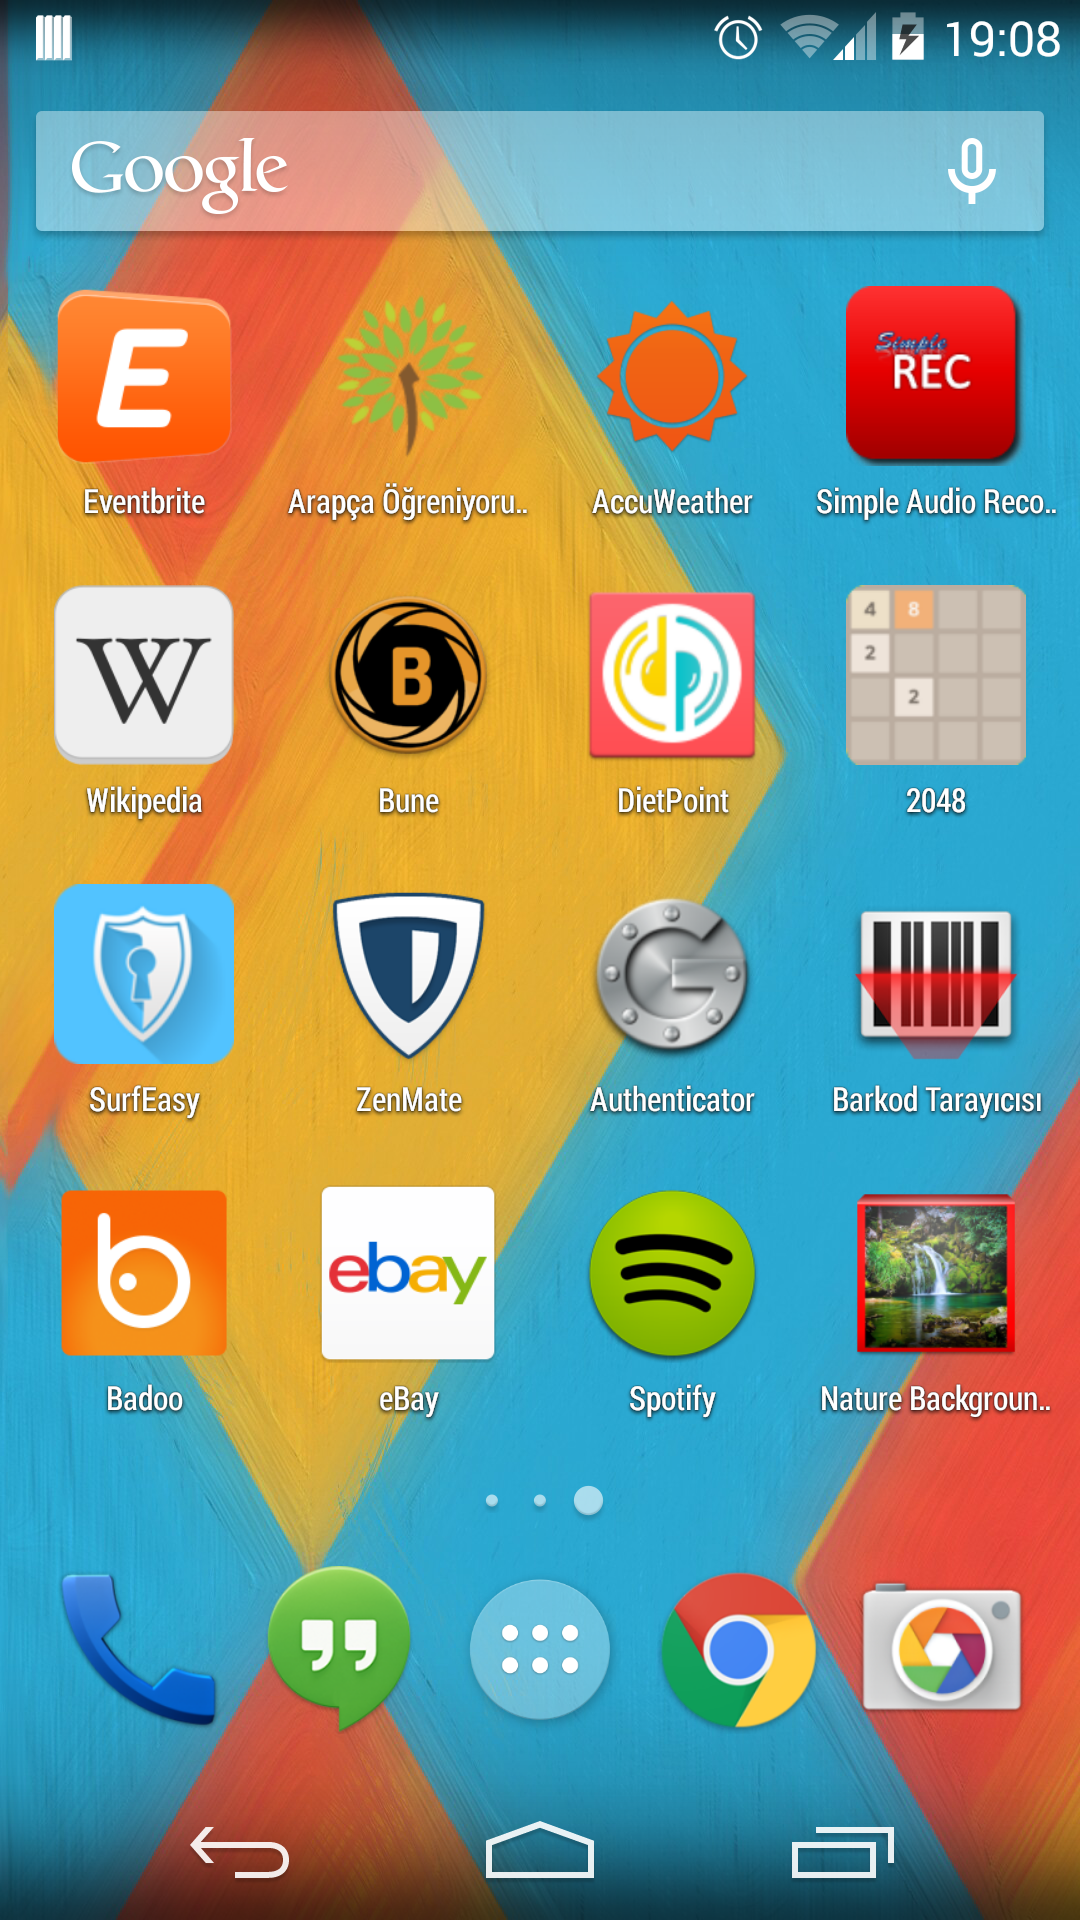 19:08
Google
E
Simple
REC
Eventbrite
Arapça Öğreniyoru..
AccuWeather
Simple Audio Reco..
W
B
dp
4
8
2
2
Wikipedia
Bune
DietPoint
2048
G
SurfEasy
ZenMate
Authenticator
Barkod Tarayıcısı
b
ebay
Badoo
eBay
Spotify
Nature Backgroun..